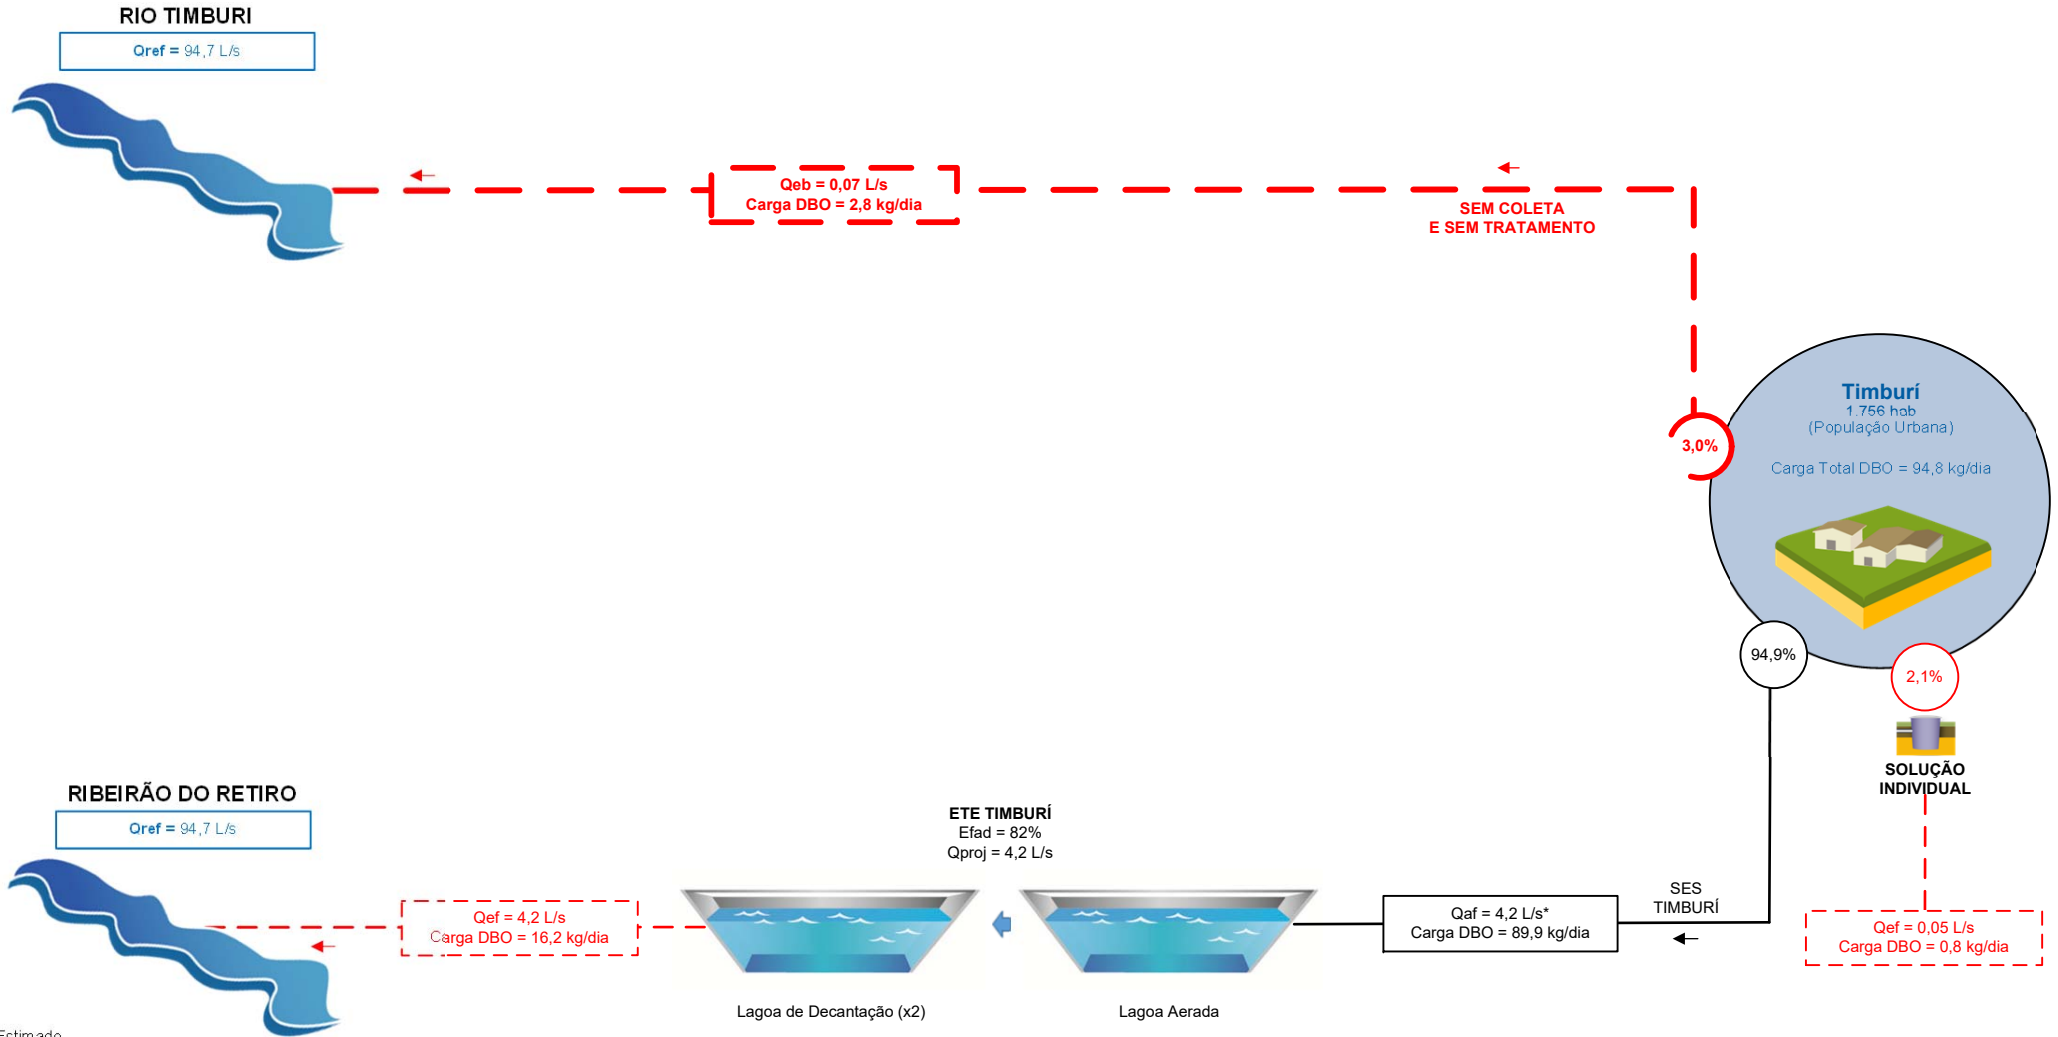 RIO TIMBURI
Qref = 94,7 L/s
Qeb = 0,07 L/s
Carga DBO = 2,8 kg/dia
SEM COLETA
E SEM TRATAMENTO
3,0%
Timburí
1.756 hab
(População Urbana)
Carga Total DBO = 94,8 kg/dia
94,9%
2,1%
SOLUÇÃO
INDIVIDUAL
Qef = 0,05 L/s
Carga DBO = 0,8 kg/dia
SES
TIMBURÍ
Qaf = 4,2 L/s*
Carga DBO = 89,9 kg/dia
ETE TIMBURÍ
Efad = 82%
Qproj = 4,2 L/s
Lagoa Aerada
Lagoa de Decantação (x2)
Qef = 4,2 L/s
Carga DBO = 16,2 kg/dia
RIBEIRÃO DO RETIRO
Qref = 94,7 L/s
Estimado